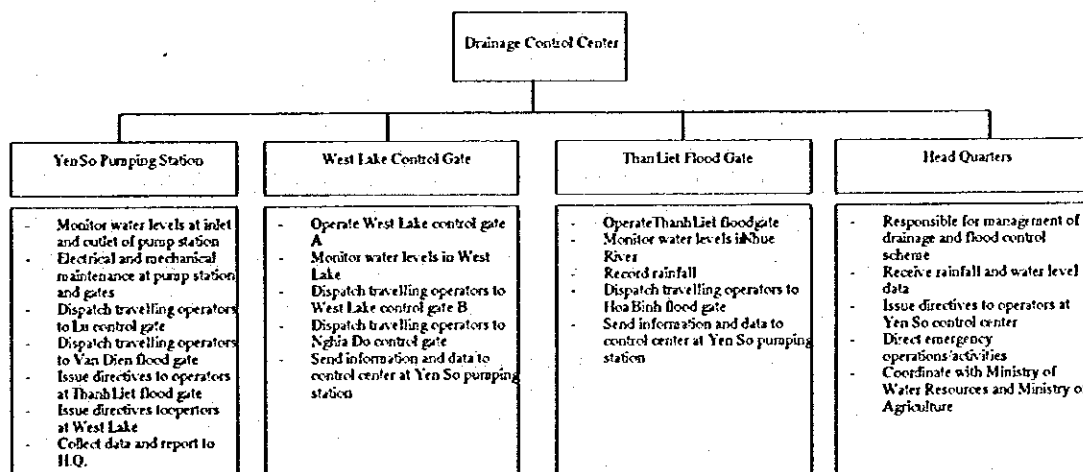 Drainage Control Center
Yen So Pumping Station
- Monitor water levels at inlet
and outlet of pump station
- Electrical and mechanical
maintenance at pump station
and gates
- Dispatch travelling operators
to Lu control gate
- Dispatch travelling operators
to Van Dien flood gate
- Issue directives to operators
at Thanh Liet flood gate
- Issue directives toopertors
at West Lake
- Collect data and report to
H.Q.
West Lake Control Gate
- Operate West Lake control gate
A
- Monitor water levels in West
Lake
- Dispatch travelling operators to
West Lake control gate B
- Dispatch travelling operators to
Nghia Do control gate
- Send information and data to
control center at Yen So pumping
station
Than Liet Flood Gate
- Operate Thanh Liet floodgate
- Monitor water levels in Nhue
River
- Record rainfall
- Dispatch travelling operators to
Hoa Binh flood gate
- Send information and data to
control center at Yen So pumping
station
Head Quarters
- Responsible for management of
drainage and flood control
scheme
- Receive rainfall and water level
data
- Issue directives to operators at
Yen So control center
- Direct emergency
operations/activities
- Coordinate with Ministry of
Water Resources and Ministry of
Agriculture